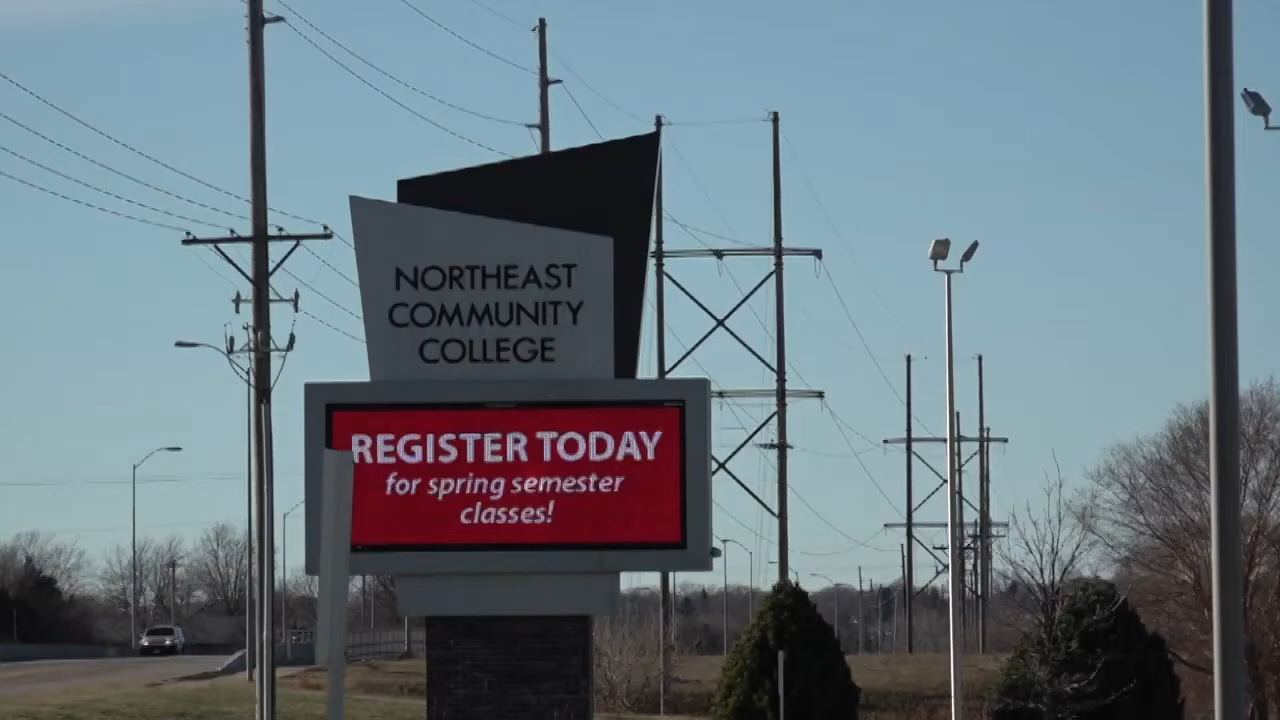 NORTHEAST
COMMUNITY
COLLEGE
REGISTER TODAY
for spring semester
classes!